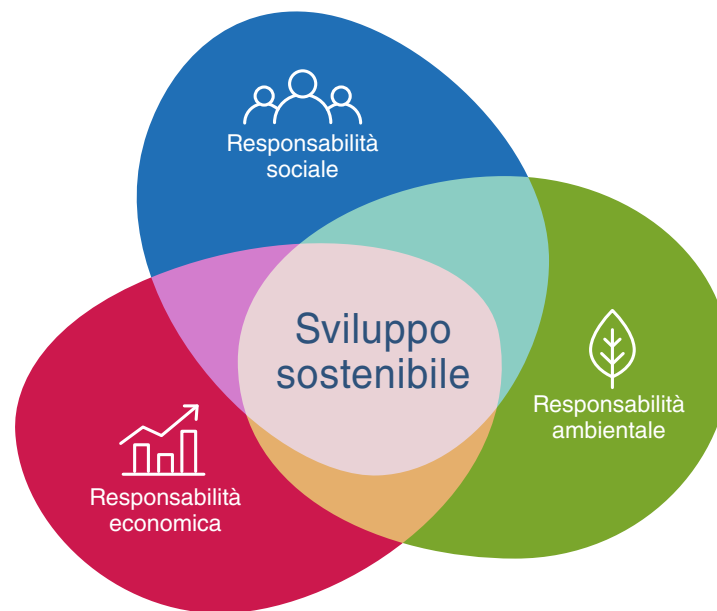 Responsabilità
sociale
Sviluppo
sostenibile
Responsabilità
ambientale
Responsabilità
economica